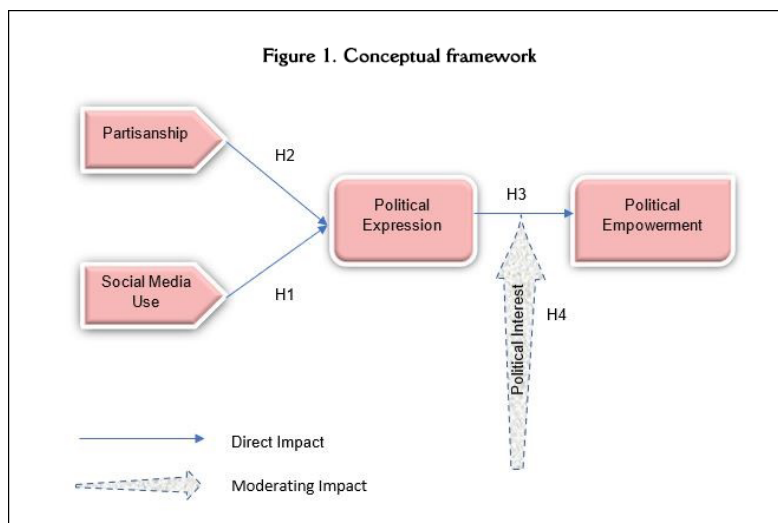 Figure 1. Conceptual framework
Partisanship
H2
Political
Expression
H3
Political
Empowerment
Social Media
Use
H1
Political Interest
H4
Direct Impact
Moderating Impact